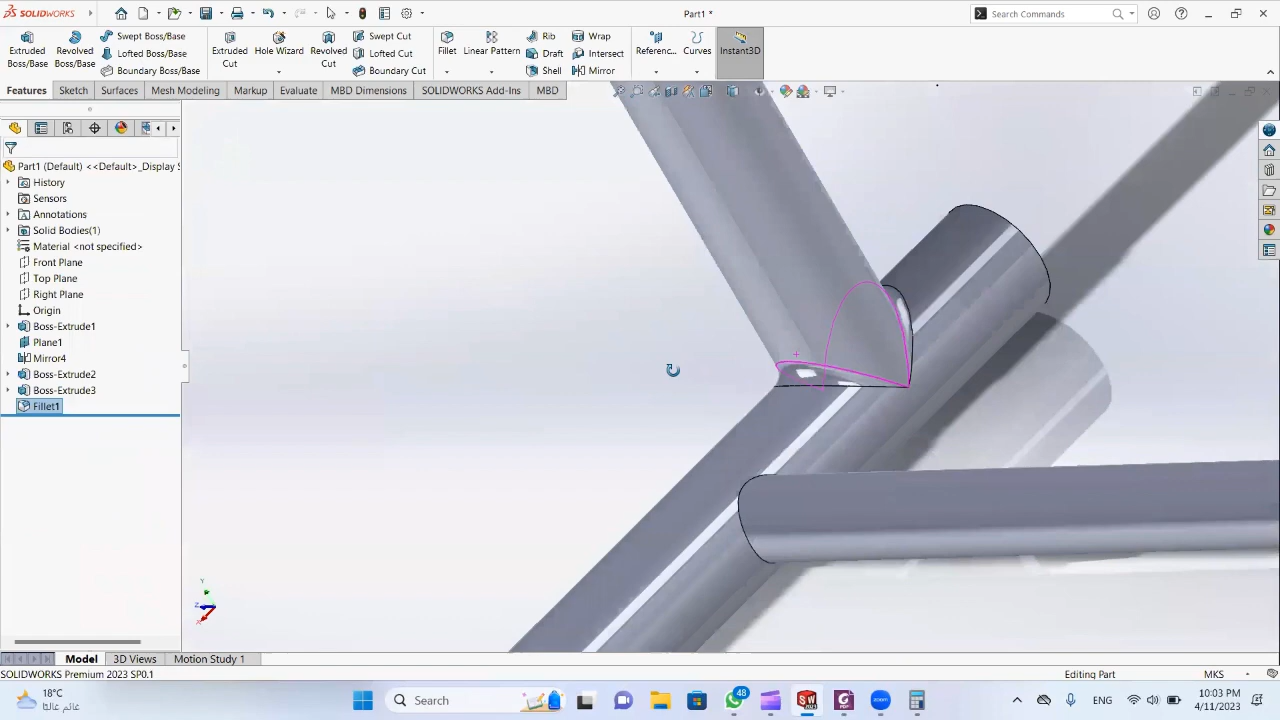 SOLIDWORKS
Part1 *
Search Commands
Extruded Boss/Base
Revolved Boss/Base
Swept Boss/Base
Lofted Boss/Base
Boundary Boss/Base
Extruded Cut
Hole Wizard
Revolved Cut
Swept Cut
Lofted Cut
Boundary Cut
Fillet
Linear Pattern
Rib
Draft
Shell
Wrap
Intersect
Mirror
Referenc...
Curves
Instant3D
Features
Sketch
Surfaces
Mesh Modeling
Markup
Evaluate
MBD Dimensions
SOLIDWORKS Add-Ins
MBD
Part1 (Default) <<Default>_Display S
History
Sensors
Annotations
Solid Bodies(1)
Material <not specified>
Front Plane
Top Plane
Right Plane
Origin
Boss-Extrude1
Plane1
Mirror4
Boss-Extrude2
Boss-Extrude3
Fillet1
Y
Z
X
Model
3D Views
Motion Study 1
SOLIDWORKS Premium 2023 SP0.1
Editing Part
MKS
18°C
غائم غالبًا
Search
48
ENG
10:03 PM
4/11/2023